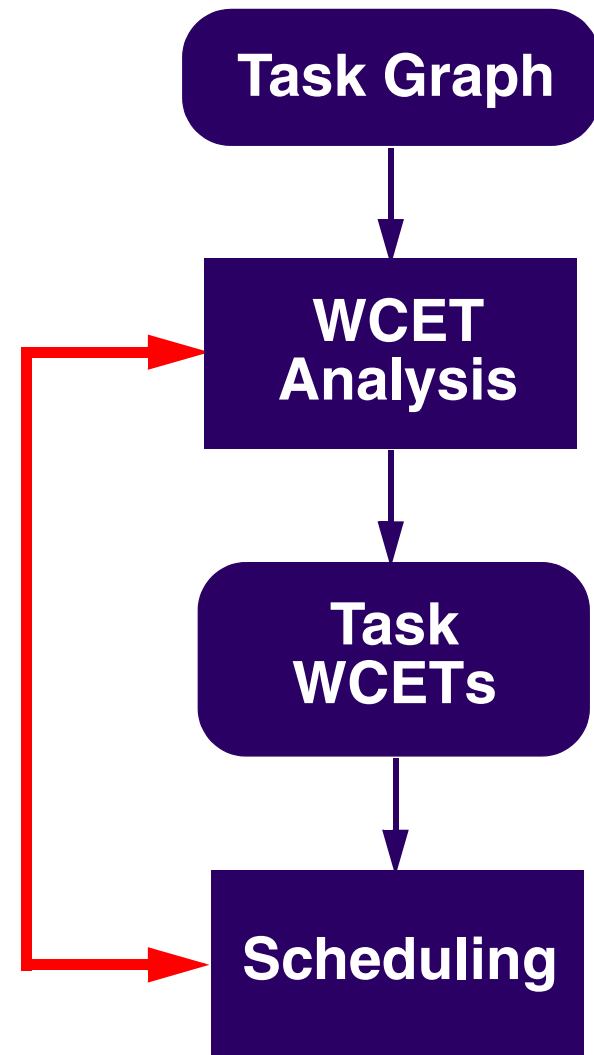 Task Graph
WCET
Analysis
Task
WCETs
Scheduling